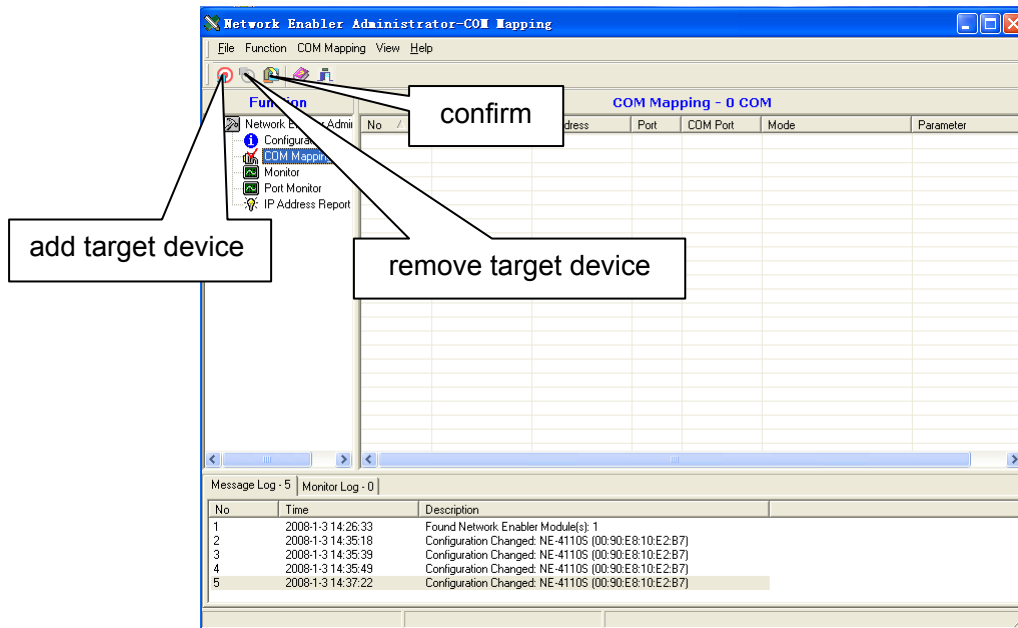 Network Enabler Administrator-COM Mapping
File Function COM Mapping View Help
Function
COM Mapping - 0 COM
confirm
No Port COM Port Mode Parameter
Network Enabler
Configura
COM Mapping
Monitor
Port Monitor
IP Address Report
add target device
remove target device
Message Log - 5 Monitor Log - 0
No Time Description
1 2008-1-3 14:26:33 Found Network Enabler Module(s): 1
2 2008-1-3 14:35:18 Configuration Changed: NE-4110S (00:90:E8:10:E2:B7)
3 2008-1-3 14:35:39 Configuration Changed: NE-4110S (00:90:E8:10:E2:B7)
4 2008-1-3 14:35:49 Configuration Changed: NE-4110S (00:90:E8:10:E2:B7)
5 2008-1-3 14:37:22 Configuration Changed: NE-4110S (00:90:E8:10:E2:B7)